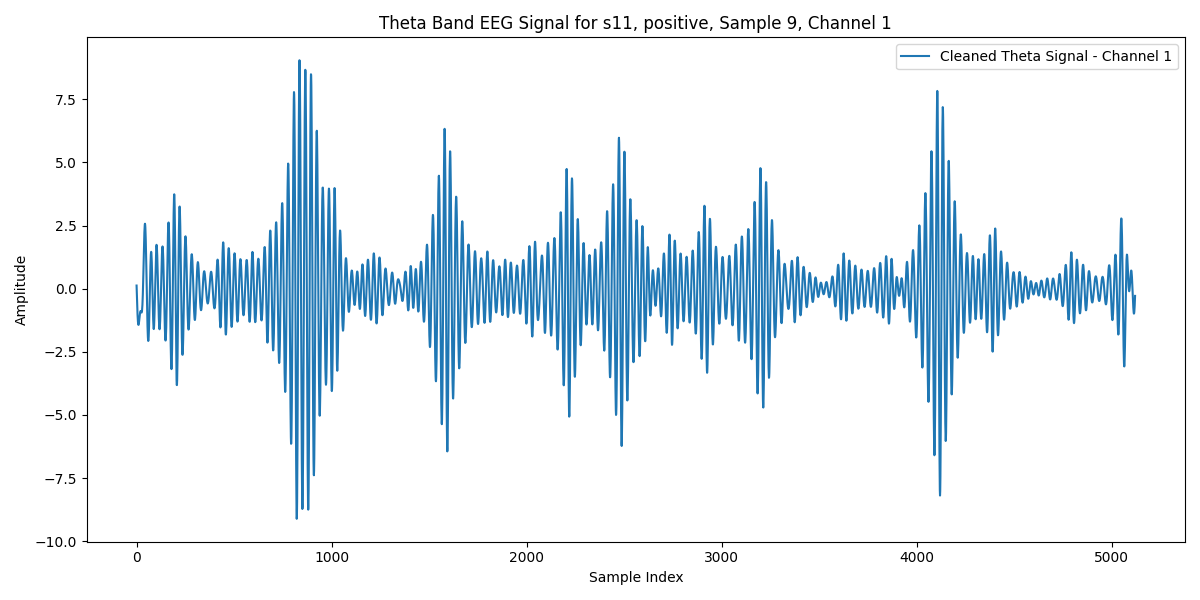 Theta Band EEG Signal for s11, positive, Sample 9, Channel 1
Cleaned Theta Signal - Channel 1
7.5
5.0
2.5
0.0
−2.5
−5.0
−7.5
−10.0
Amplitude
0 1000 2000 3000 4000 5000
Sample Index